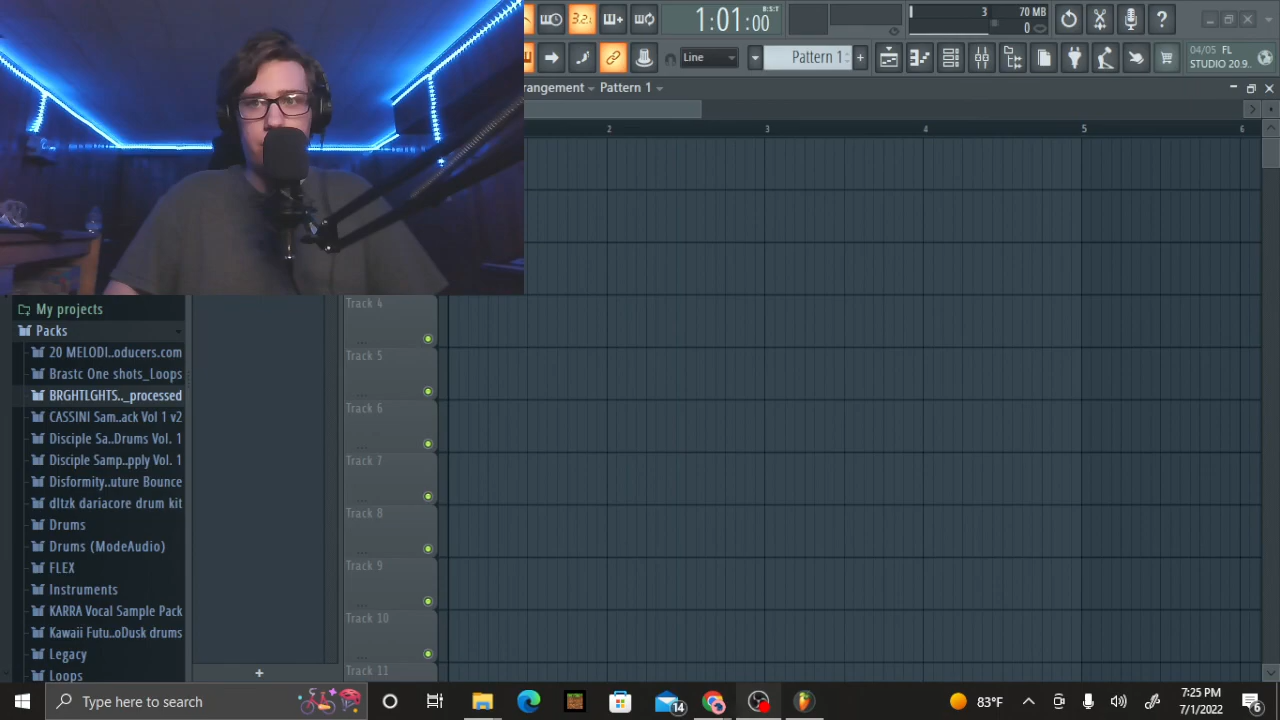 3.2:
1:01:00
B:S:T
3
70 MB
0
?
Line
Pattern 1
+
04/05 FL
STUDIO 20.9..
rangement
Pattern 1
2
3
4
5
6
My projects
Packs
20 MELODI..oducers.com
Brastc One shots_Loops
BRGHTLGHTS.._processed
CASSINI Sam..ack Vol 1 v2
Disciple Sa..Drums Vol. 1
Disciple Samp..pply Vol 1
Disformity..uture Bounce
dltzk dariacore drum kit
Drums
Drums (ModeAudio)
FLEX
Instruments
KARRA Vocal Sample Pack
Kawaii Futu..oDusk drums
Legacy
Loops
+
Track 4
Track 5
Track 6
Track 7
Track 8
Track 9
Track 10
Track 11
Type here to search
14
83°F
7:25 PM
7/1/2022
6